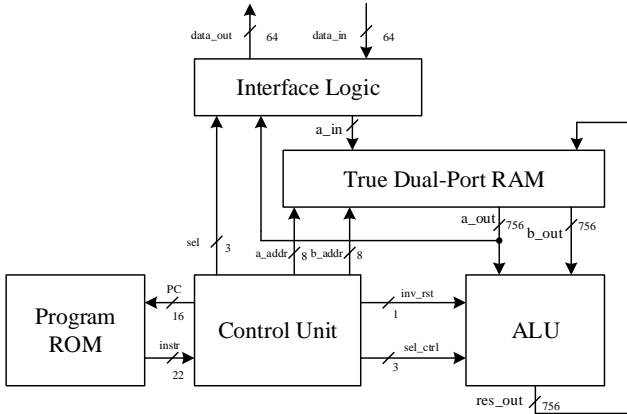 data_out
64
data_in
64
Interface Logic
a_in
True Dual-Port RAM
a_out
756
b_out
756
sel
3
a_addr
8
b_addr
8
Program
ROM
PC
16
instr
22
Control Unit
inv_rst
1
sel_ctrl
3
ALU
res_out
756